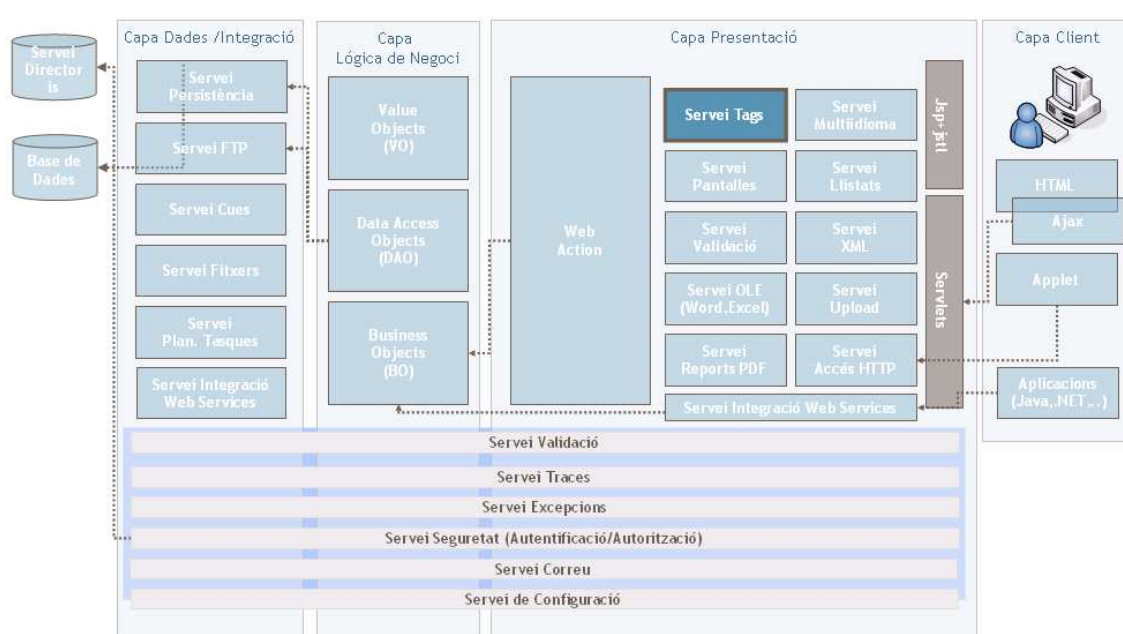 Capa Dades /Integració
Capa
Lógica de Negoci
Capa Presentació
Capa Client
Servei
Director
is
Base de
Dades
Servei
Persistència
Servei FTP
Servei Cues
Servei Fitxers
Servei
Plan. Tasques
Servei Integració
Web Services
Value
Objects
(VO)
Data Access
Objects
(DAO)
Business
Objects
(BO)
Web
Action
Servei Tags
Servei
Multiidioma
Servei
Pantalles
Servei
Llistats
Servei
Validació
Servei
XML
Servei OLE
(Word,Excel)
Servei
Upload
Servei
Reports PDF
Servei
Accés HTTP
Servei Integració Web Services
Jsp+ jstl
Servlets
HTML
Ajax
Applet
Aplicacions
(Java,.NET,..)
Servei Validació
Servei Traces
Servei Excepcions
Servei Seguretat (Autentificació/Autorització)
Servei Correu
Servei de Configuració